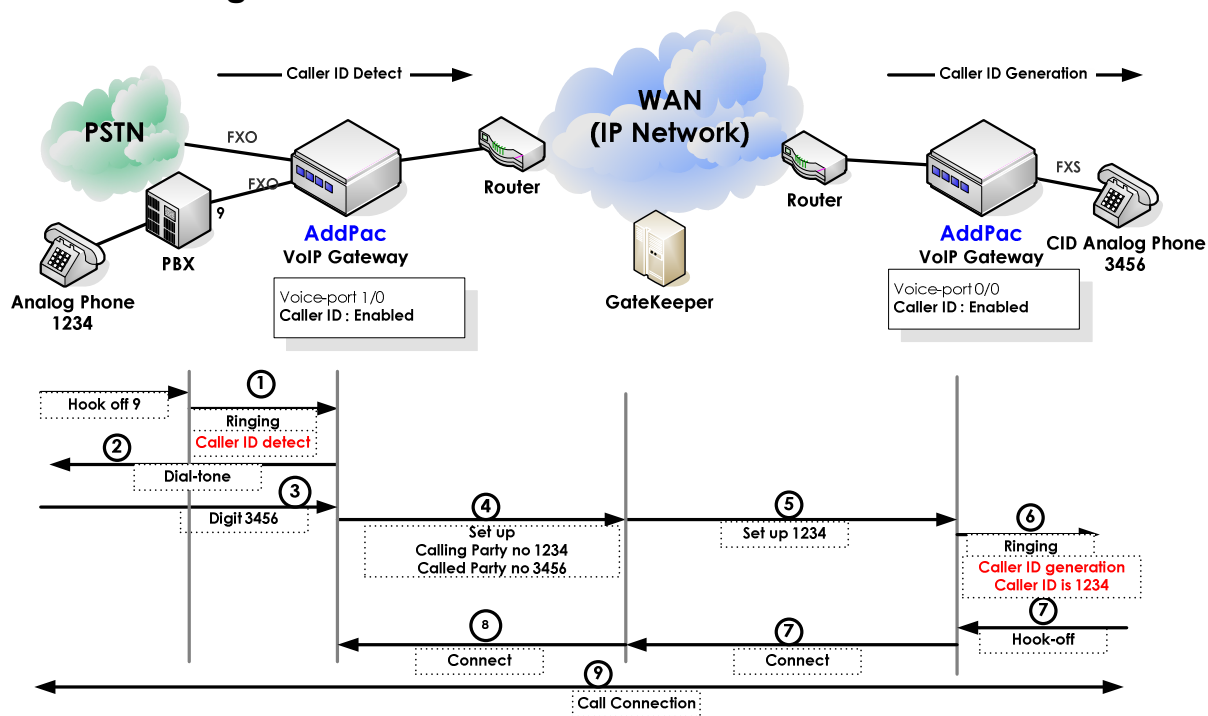 Caller ID Detect
Caller ID Generation
WAN
(IP Network)
PSTN
FXO
FXO
9
Router
Router
FXS
PBX
AddPac
VoIP Gateway
AddPac
VoIP Gateway
CID Analog Phone
3456
Analog Phone
1234
GateKeeper
Voice-port 1/0
Caller ID : Enabled
Voice-port 0/0
Caller ID : Enabled
Hook off 9
1
Ringing
Caller ID detect
2
Dial-tone
3
Digit 3456
4
Set up
Calling Party no 1234
Called Party no 3456
5
Set up 1234
6
Ringing
Caller ID generation
Caller ID is 1234
7
Hook-off
8
Connect
7
Connect
9
Call Connection